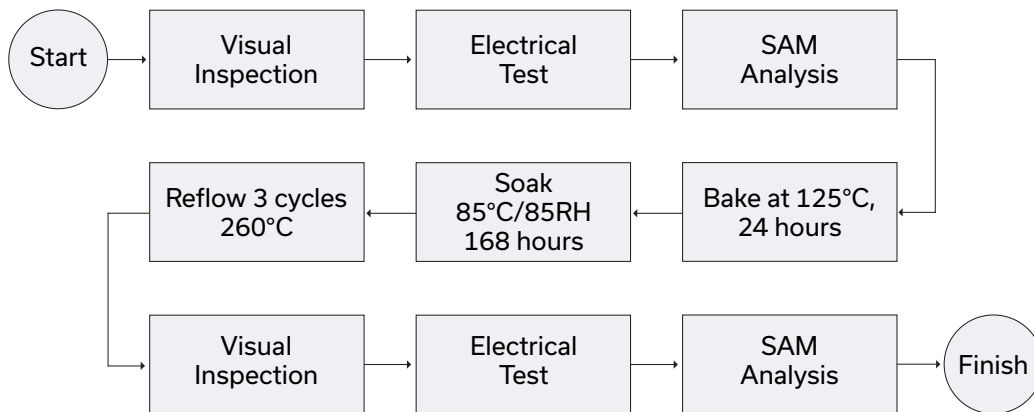 Start
Visual
Inspection
Electrical
Test
SAM
Analysis
Bake at 125°C,
24 hours
Soak
85°C/85RH
168 hours
Reflow 3 cycles
260°C
Visual
Inspection
Electrical
Test
SAM
Analysis
Finish